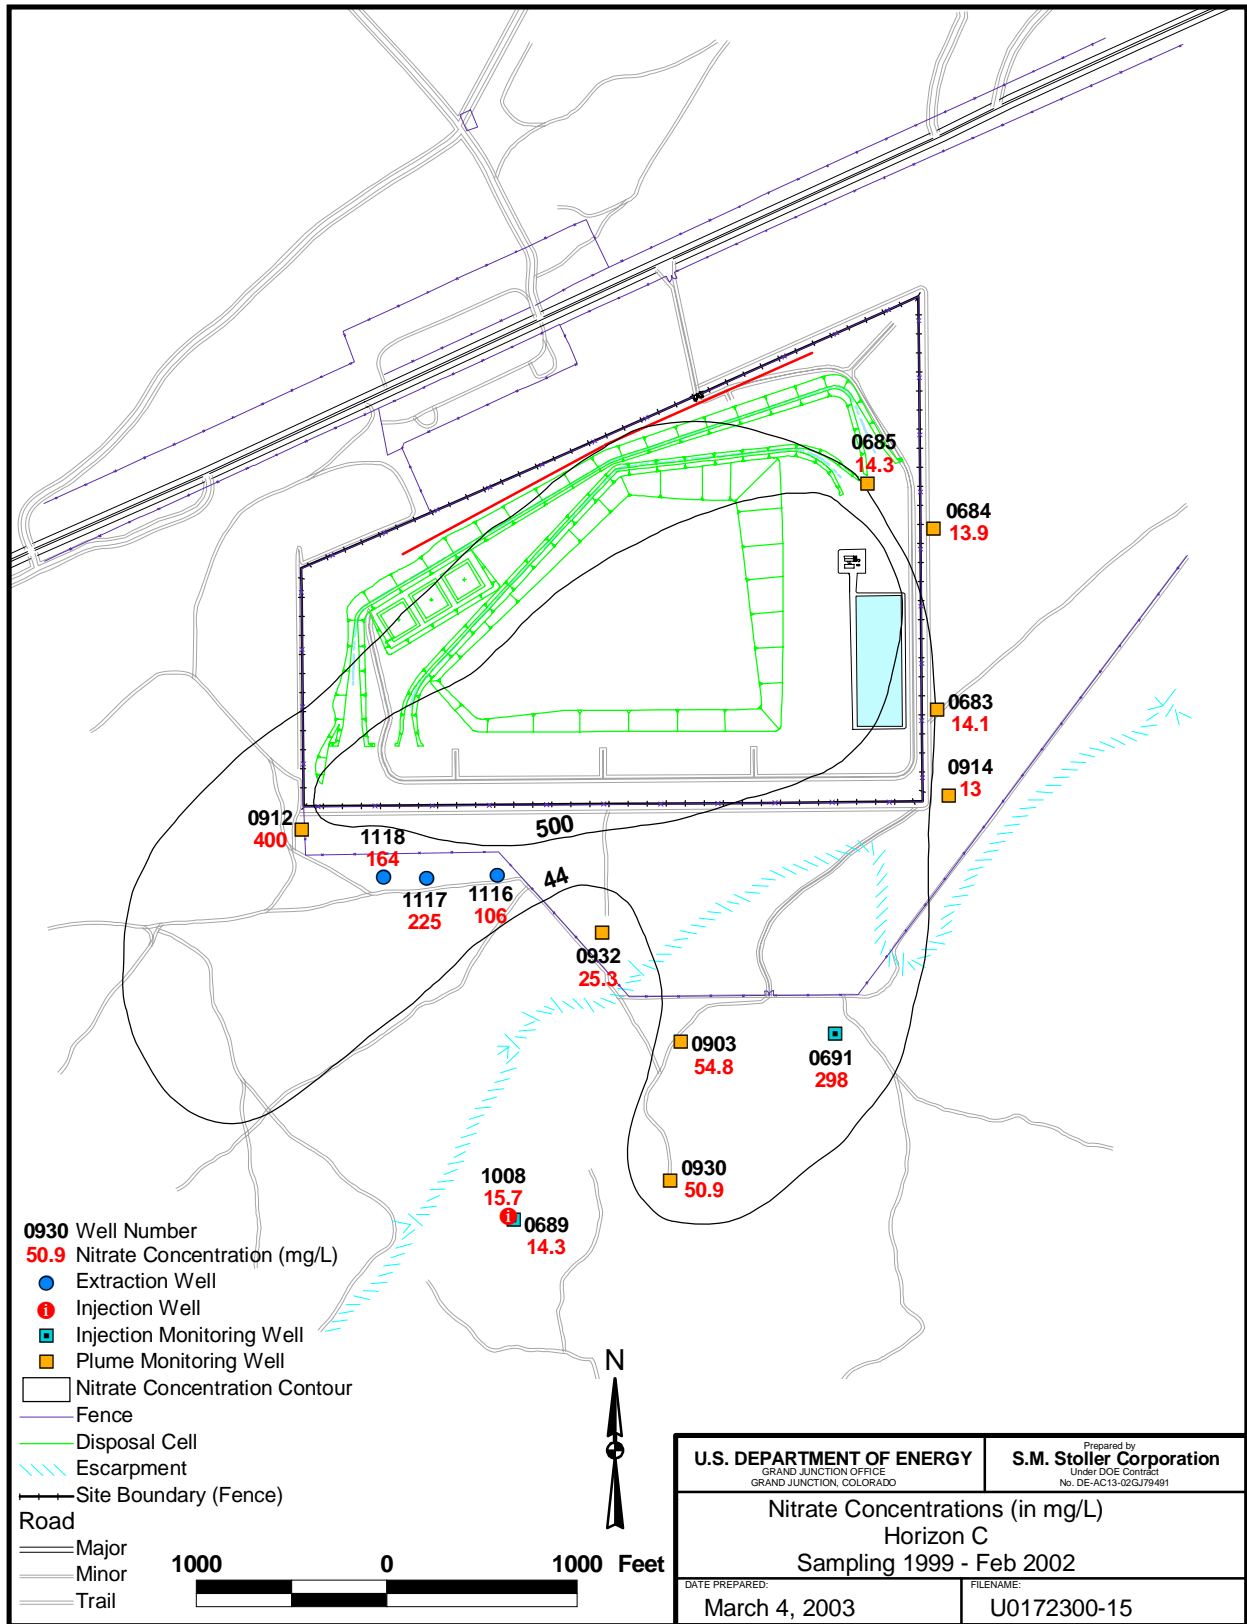 0685
14.3
0684
13.9
0683
14.1
0914
13
0912
400
1118
164
1117
225
1116
106
500
44
0932
25.3
0903
54.8
0691
298
0930
50.9
1008
15.7
0689
14.3
0930 Well Number
50.9 Nitrate Concentration (mg/L)
Extraction Well
i Injection Well
Injection Monitoring Well
Plume Monitoring Well
Nitrate Concentration Contour
Fence
Disposal Cell
Escarpment
Site Boundary (Fence)
Road
Major
Minor
Trail
N
1000 0 1000 Feet
U.S. DEPARTMENT OF ENERGY
GRAND JUNCTION OFFICE
GRAND JUNCTION, COLORADO
Prepared by
S.M. Stoller Corporation
Under DOE Contract
No. DE-AC13-02GJ79491
Nitrate Concentrations (in mg/L)
Horizon C
Sampling 1999 - Feb 2002
DATE PREPARED:
March 4, 2003
FILENAME:
U0172300-15